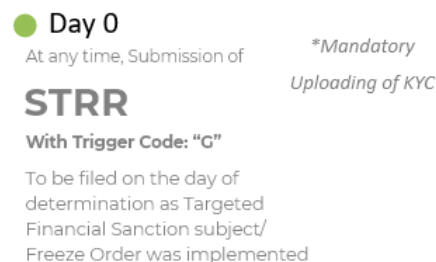 Day 0
At any time, Submission of
*Mandatory
Uploading of KYC
STRR
With Trigger Code: “G”
To be filed on the day of
determination as Targeted
Financial Sanction subject/
Freeze Order was implemented